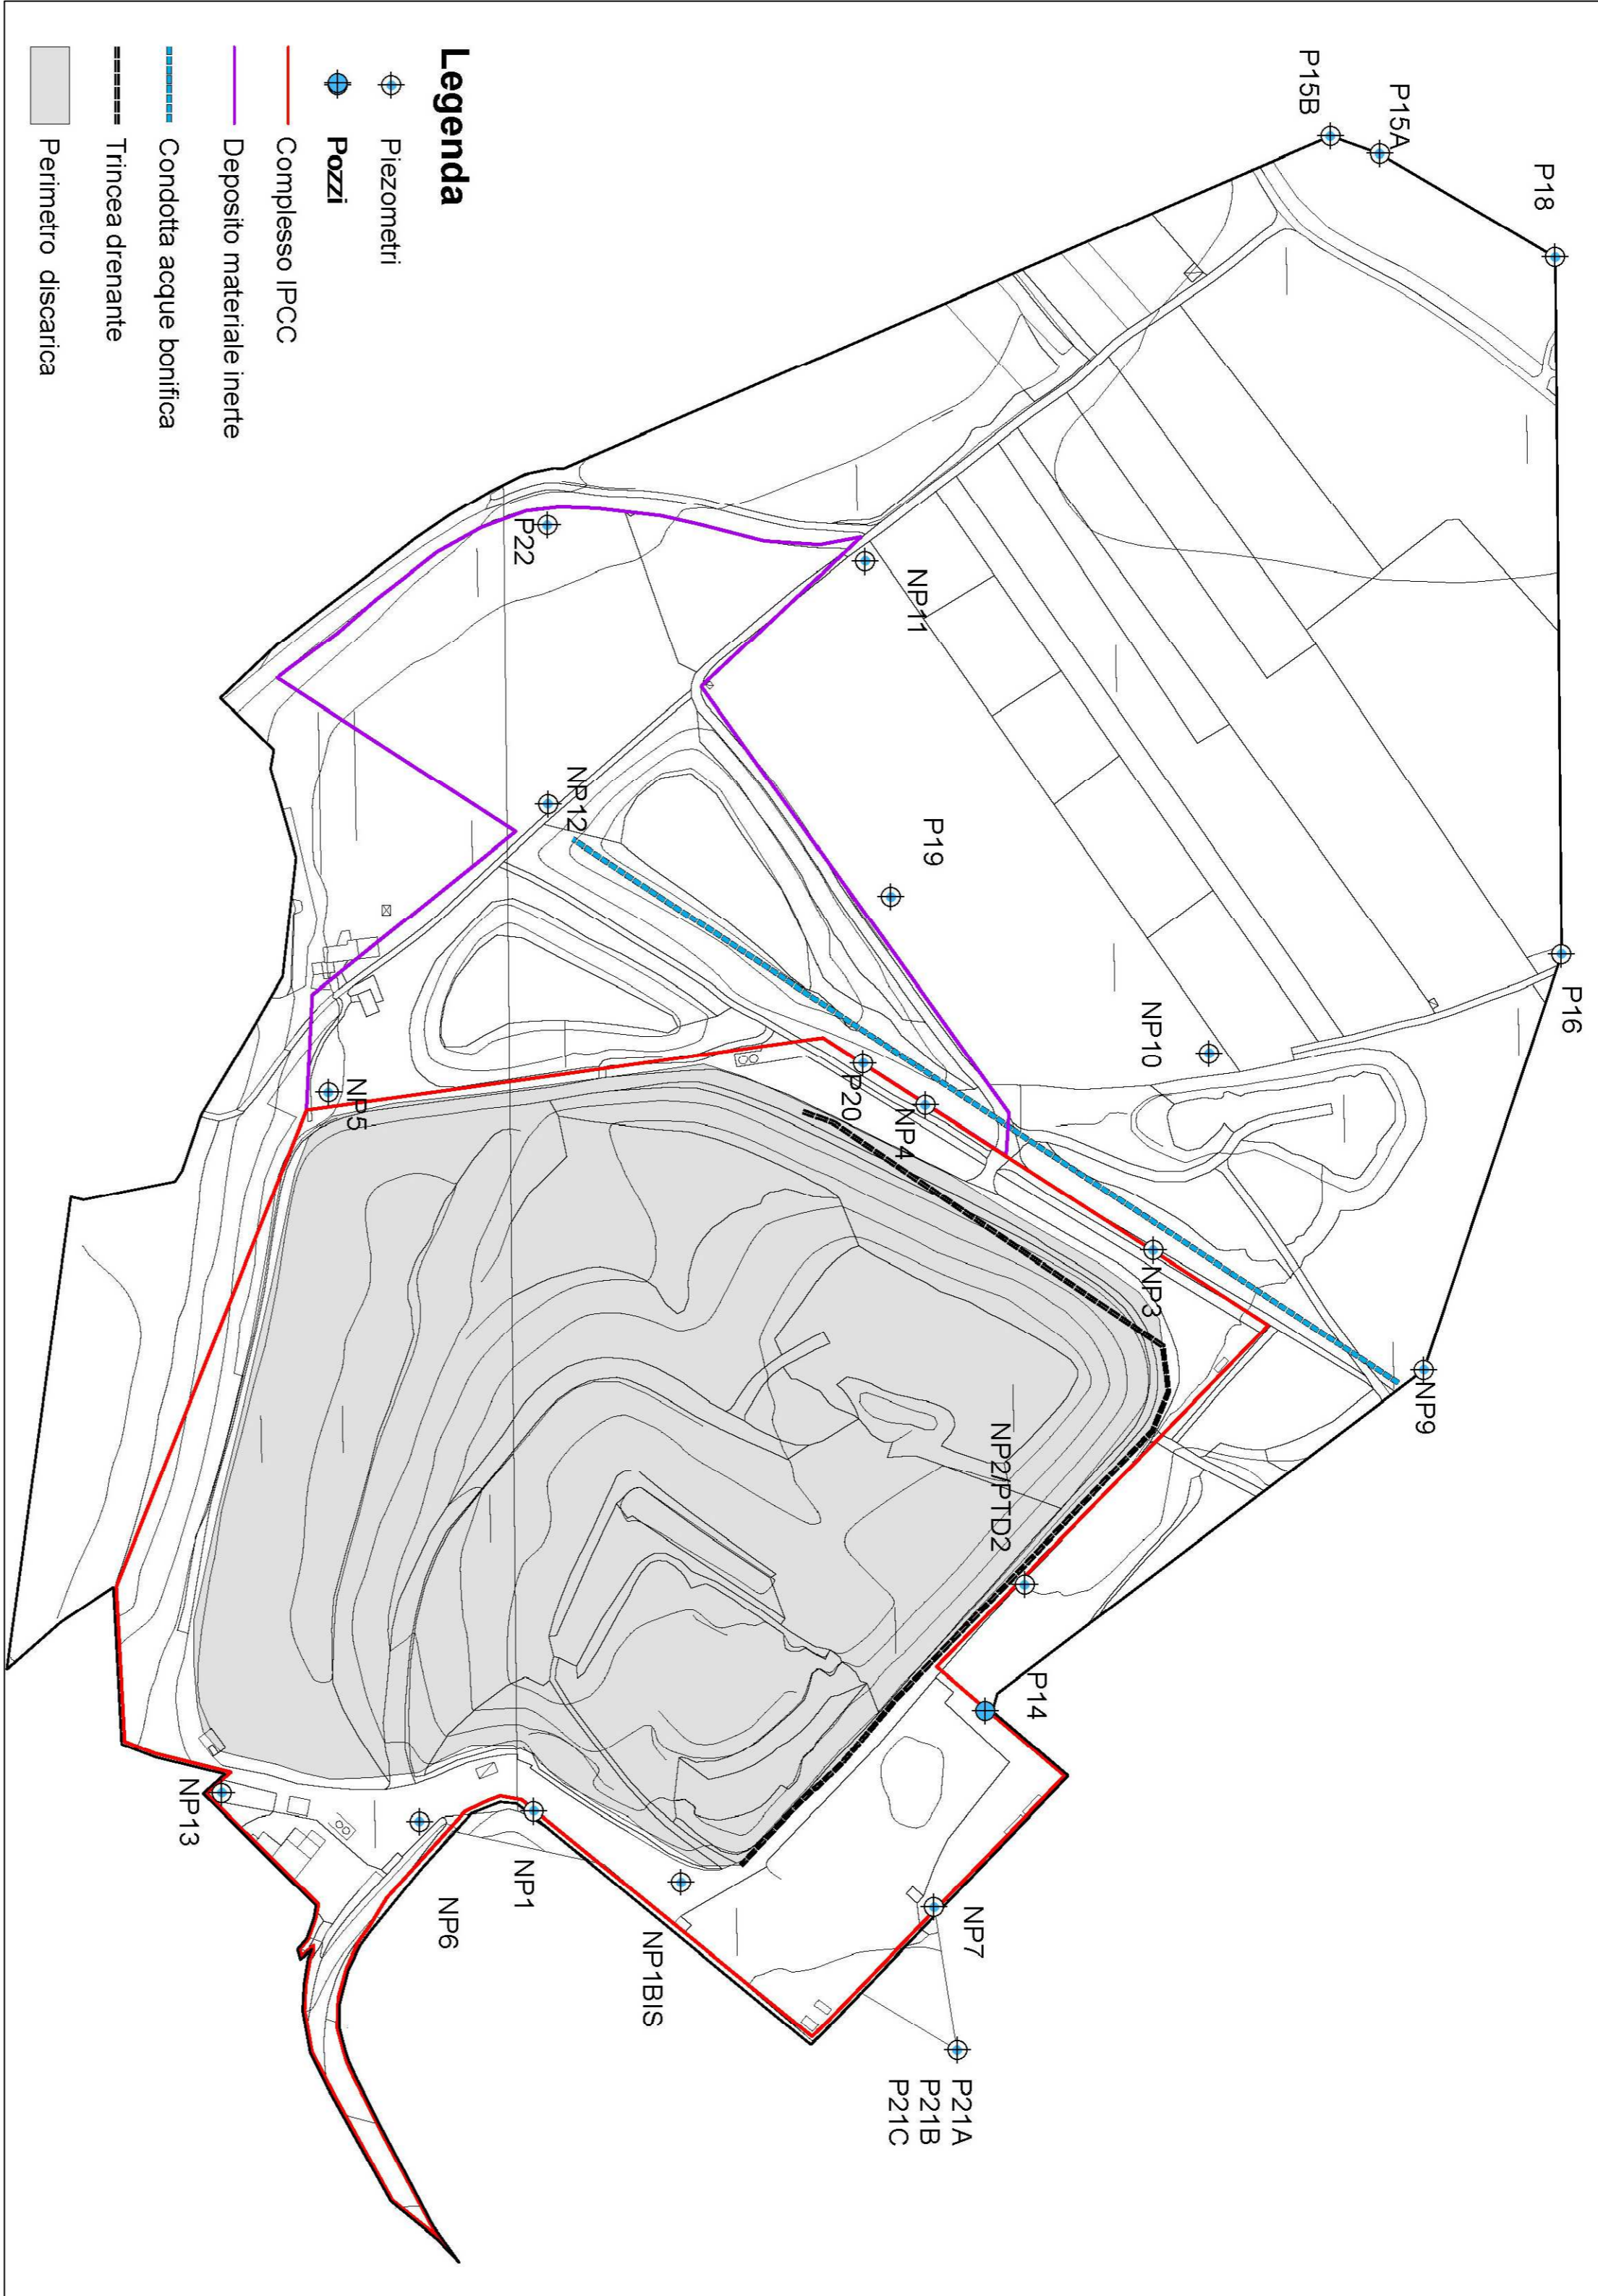 Legenda
Piezometri
Pozzi
Complesso IPCC
Deposito materiale inerte
Condotta acque bonifica
Trincea drenante
Perimetro discarica
P18
P15A
P15B
P16
NP11
P22
P19
NP12
NP10
NP9
P20
NP4
NP5
NP3
NP2/PTD2
P14
NP7
P21A
P21B
P21C
NP1BIS
NP1
NP6
NP13